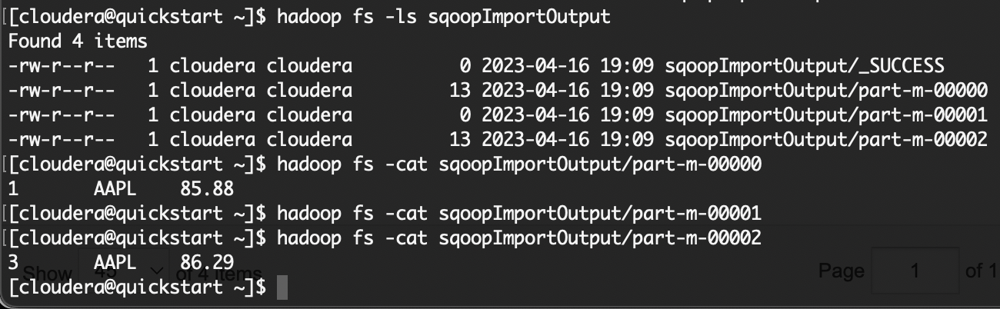 [cloudera@quickstart ~]$ hadoop fs -ls sqoopImportOutput
Found 4 items
-rw-r--r--   1 cloudera cloudera          0 2023-04-16 19:09 sqoopImportOutput/_SUCCESS
-rw-r--r--   1 cloudera cloudera         13 2023-04-16 19:09 sqoopImportOutput/part-m-00000
-rw-r--r--   1 cloudera cloudera          0 2023-04-16 19:09 sqoopImportOutput/part-m-00001
-rw-r--r--   1 cloudera cloudera         13 2023-04-16 19:09 sqoopImportOutput/part-m-00002
[cloudera@quickstart ~]$ hadoop fs -cat sqoopImportOutput/part-m-00000
1       AAPL    85.88
[cloudera@quickstart ~]$ hadoop fs -cat sqoopImportOutput/part-m-00001
[cloudera@quickstart ~]$ hadoop fs -cat sqoopImportOutput/part-m-00002
3       AAPL    86.29
Show 45 of 4 items
Page 1 of 1
[cloudera@quickstart ~]$